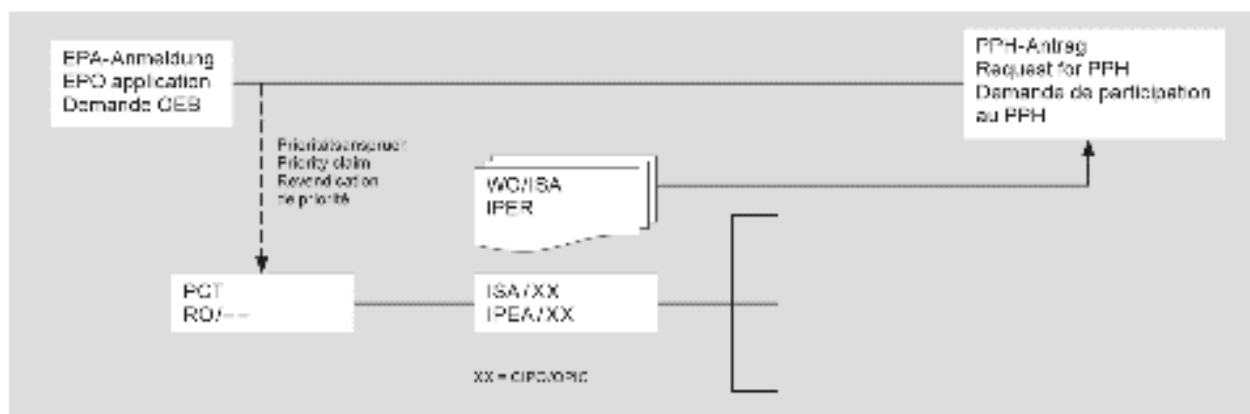 EPA-Anmeldung
EPO application
Demande OEB
PPH-Antrag
Request for PPH
Demande de participation
au PPH
Prioritätsanspruch
Priority claim
Revendication
de priorité
WO/ISA
IPER
PCT
RO/– –
ISA/XX
IPEA/XX
XX = CIPO/OPIC